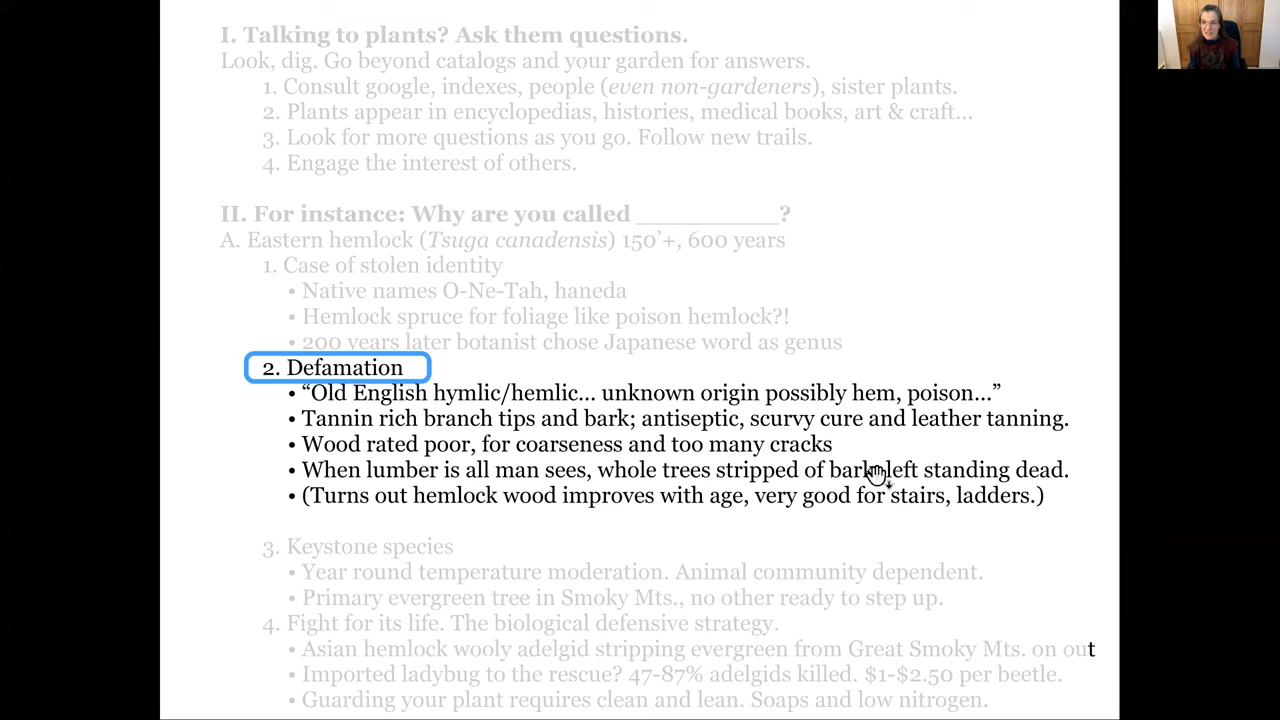 I. Talking to plants? Ask them questions.
Look, dig. Go beyond catalogs and your garden for answers.
1. Consult google, indexes, people (even non-gardeners), sister plants.
2. Plants appear in encyclopedias, histories, medical books, art & craft...
3. Look for more questions as you go. Follow new trails.
4. Engage the interest of others.
II. For instance: Why are you called __________?
A. Eastern hemlock (Tsuga canadensis) 150’+, 600 years
1. Case of stolen identity
• Native names O-Ne-Tah, haneda
• Hemlock spruce for foliage like poison hemlock?!
• 200 years later botanist chose Japanese word as genus
2. Defamation
• “Old English hymlic/hemlic... unknown origin possibly hem, poison...”
• Tannin rich branch tips and bark; antiseptic, scurvy cure and leather tanning.
• Wood rated poor, for coarseness and too many cracks
• When lumber is all man sees, whole trees stripped of bark left standing dead.
• (Turns out hemlock wood improves with age, very good for stairs, ladders.)
3. Keystone species
• Year round temperature moderation. Animal community dependent.
• Primary evergreen tree in Smoky Mts., no other ready to step up.
4. Fight for its life. The biological defensive strategy.
• Asian hemlock wooly adelgid stripping evergreen from Great Smoky Mts. on out
• Imported ladybug to the rescue? 47-87% adelgids killed. $1-$2.50 per beetle.
• Guarding your plant requires clean and lean. Soaps and low nitrogen.